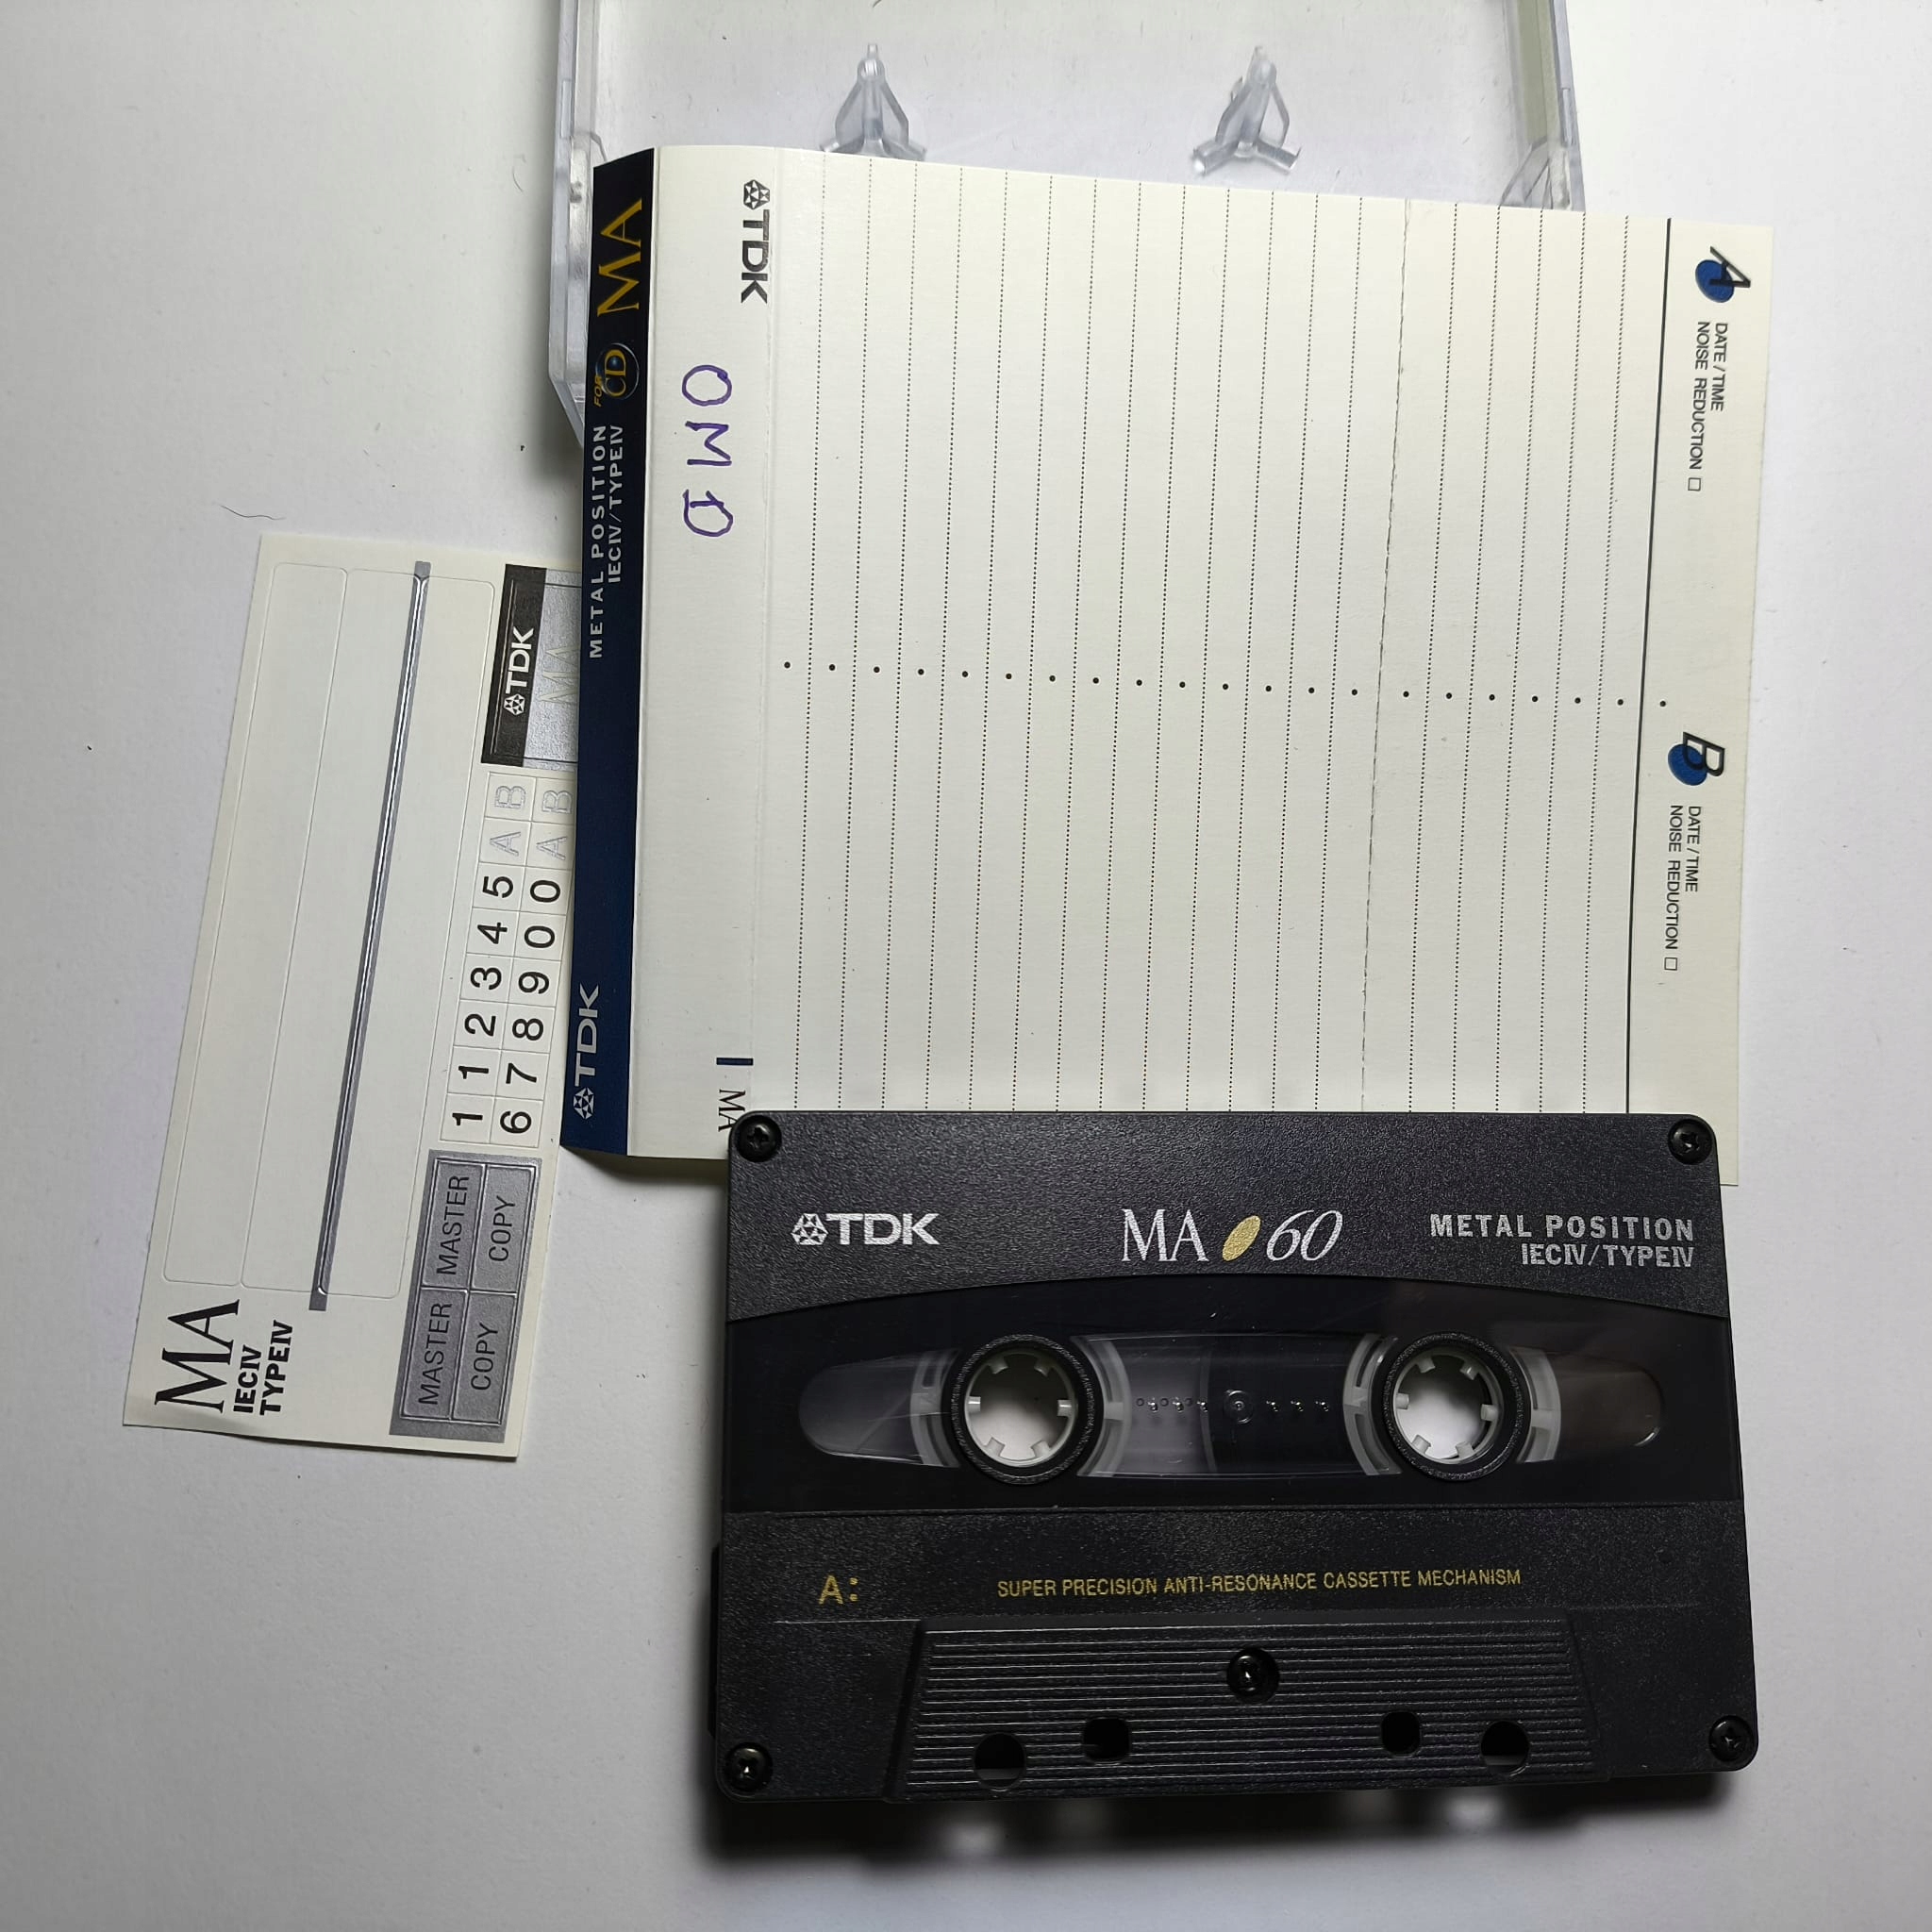 TDK
OMD
MA
A
DATE / TIME
NOISE REDUCTION
B
DATE / TIME
NOISE REDUCTION
MA
FOR CD
METAL POSITION
IECIV/TYPEIV
TDK
TDK
MA
A B
A B
1 1 2 3 4 5
6 7 8 9 0 0
MASTER MASTER
COPY COPY
MA
IECIV
TYPEIV
TDK
MA 60
METAL POSITION
IECIV/TYPEIV
A:
SUPER PRECISION ANTI-RESONANCE CASSETTE MECHANISM